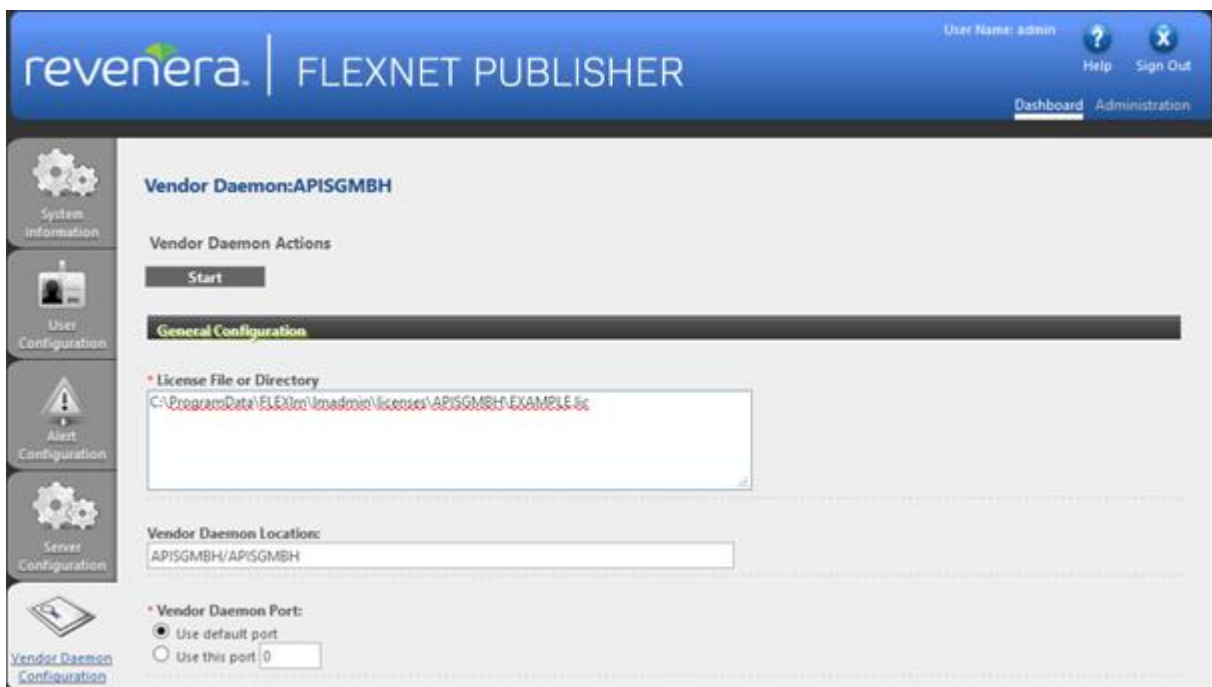 User Name: admin
revenera. | FLEXNET PUBLISHER
Help Sign Out
Dashboard Administration
System Information
User Configuration
Alert Configuration
Server Configuration
Vendor Daemon Configuration
Vendor Daemon:APISGMBH
Vendor Daemon Actions
Start
General Configuration
* License File or Directory
C:\ProgramData\FLEXlm\lmadmin\licenses\APISGMBH\EXAMPLE.lic
Vendor Daemon Location:
APISGMBH/APISGMBH
* Vendor Daemon Port:
Use default port
Use this port 0